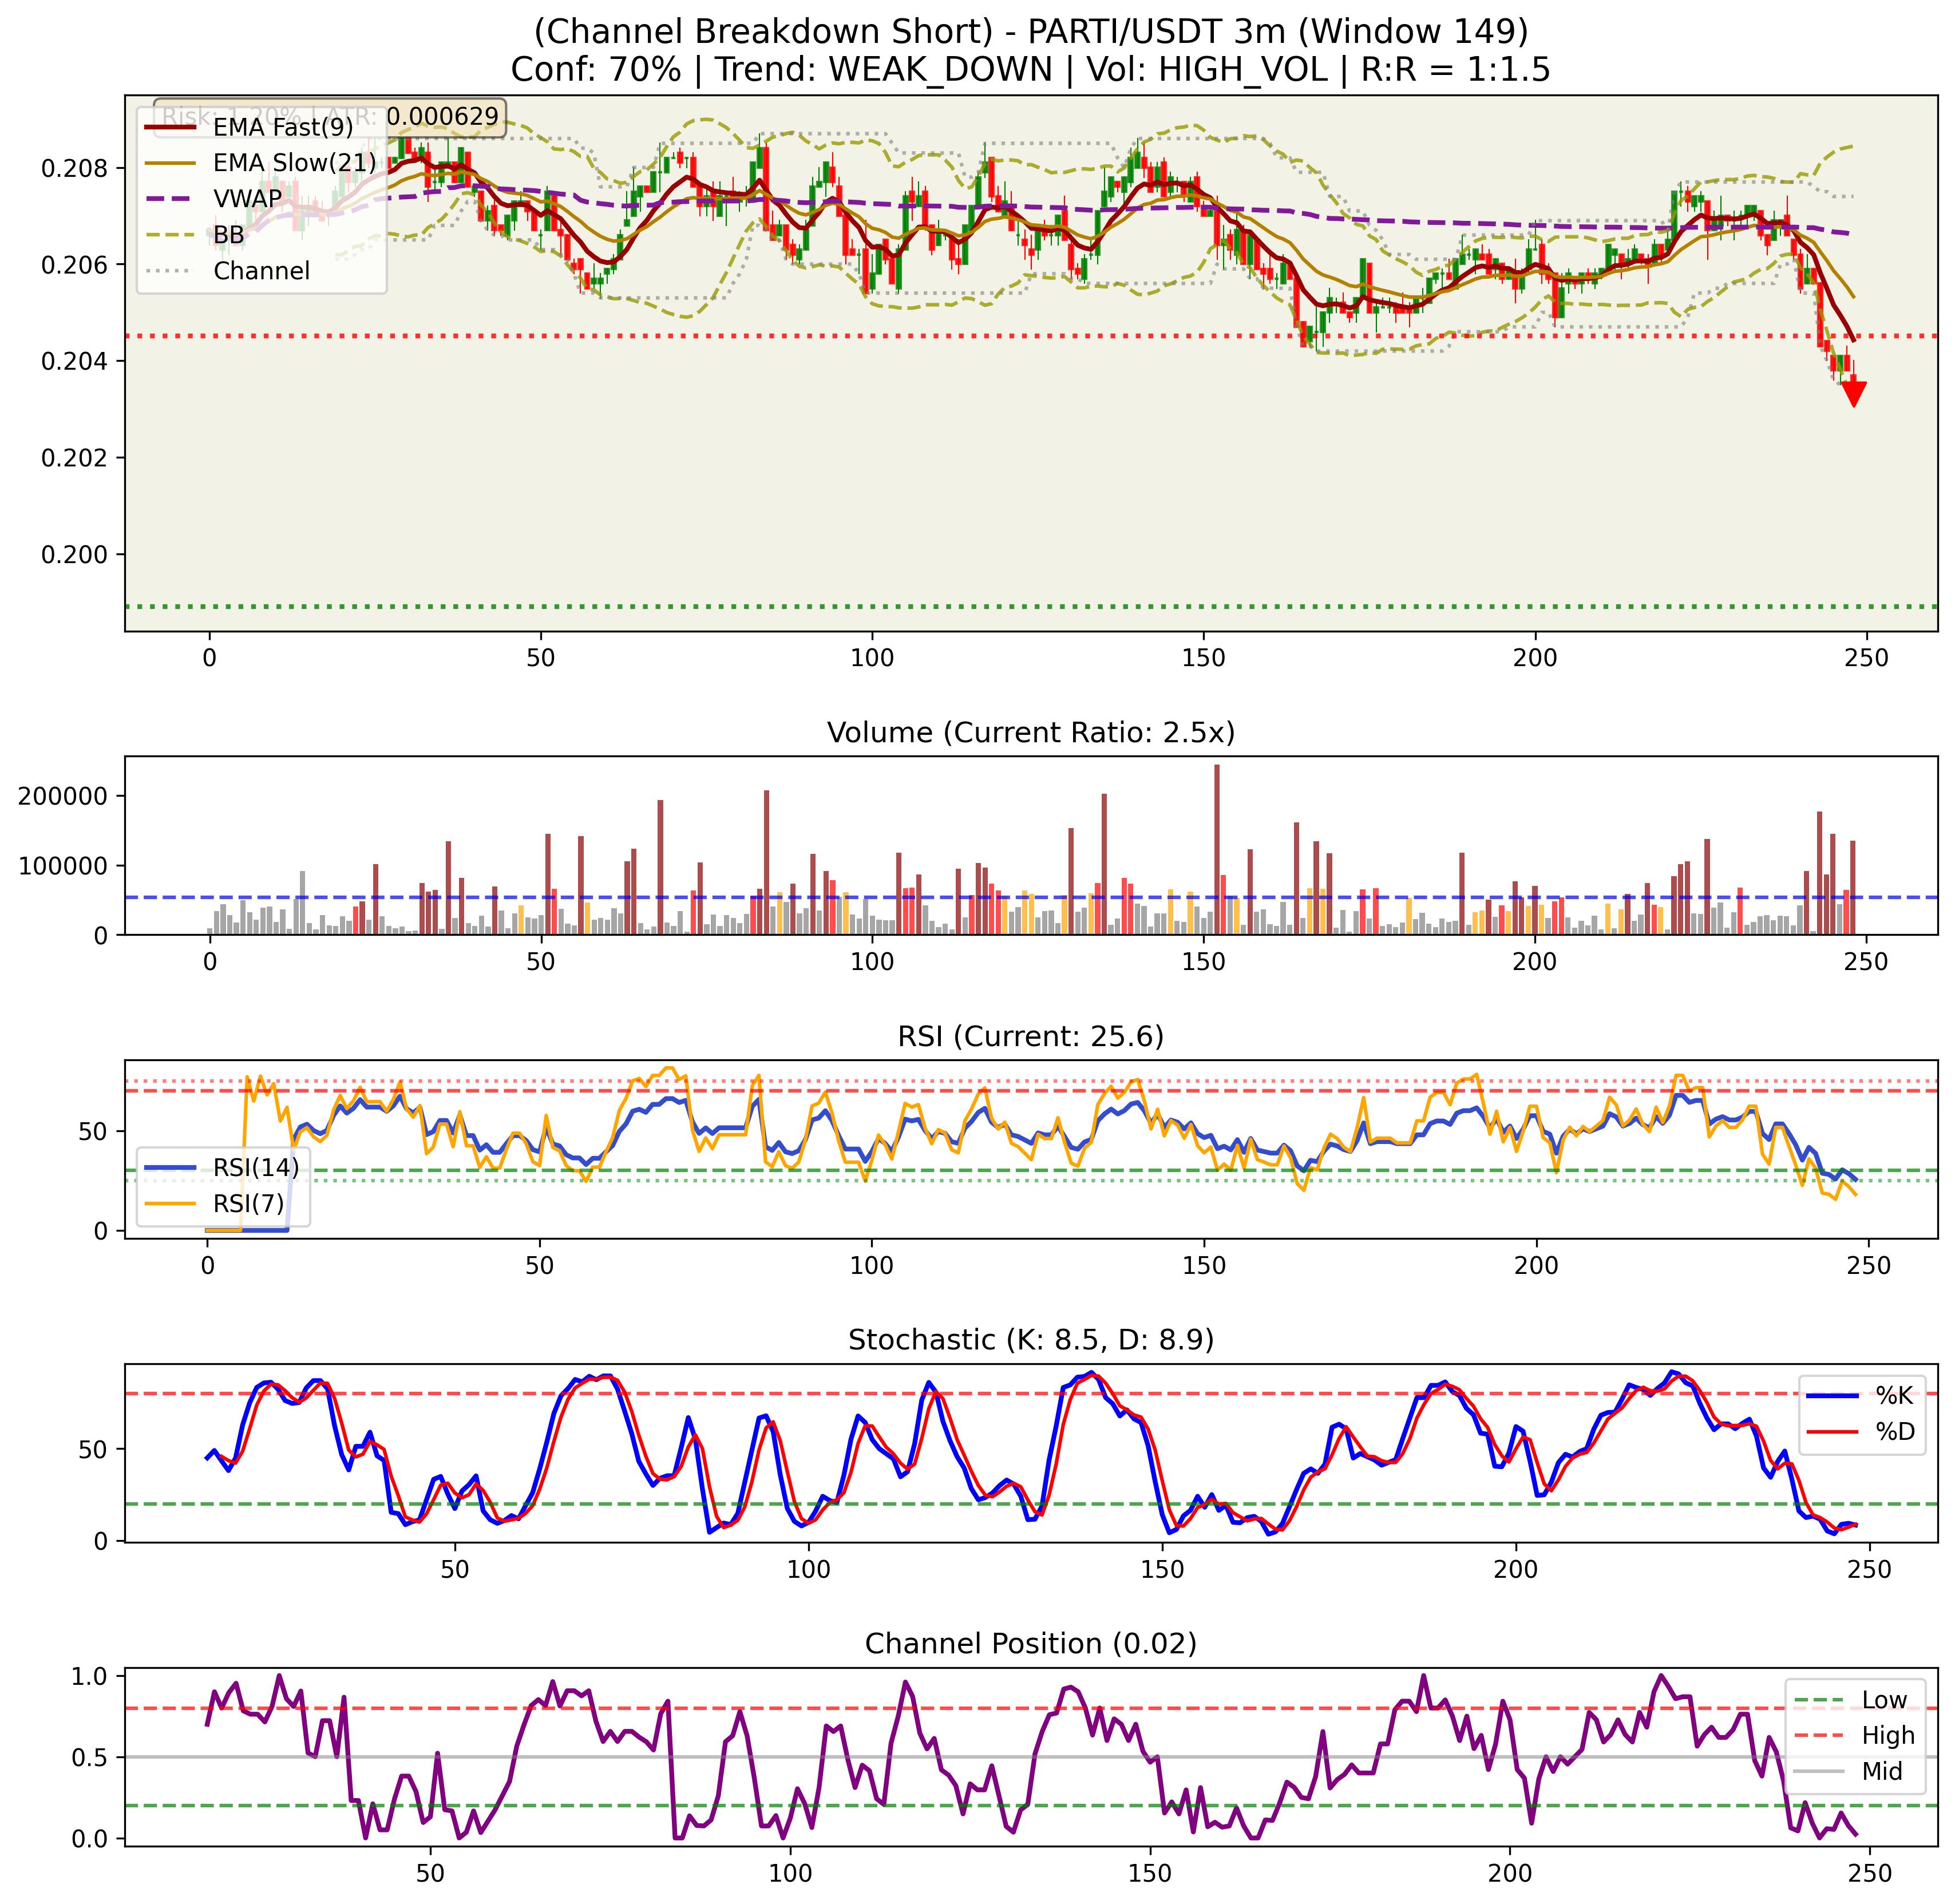 (Channel Breakdown Short) - PARTI/USDT 3m (Window 149)
Conf: 70% | Trend: WEAK_DOWN | Vol: HIGH_VOL | R:R = 1:1.5
Risk: 1.20% | ATR: 0.000629
EMA Fast(9)
EMA Slow(21)
VWAP
BB
Channel
0.208
0.206
0.204
0.202
0.200
0 50 100 150 200 250
Volume (Current Ratio: 2.5x)
200000
100000
0
0 50 100 150 200 250
RSI (Current: 25.6)
50
0
RSI(14)
RSI(7)
0 50 100 150 200 250
Stochastic (K: 8.5, D: 8.9)
50
0
%K
%D
50 100 150 200 250
Channel Position (0.02)
1.0
0.5
0.0
Low
High
Mid
50 100 150 200 250